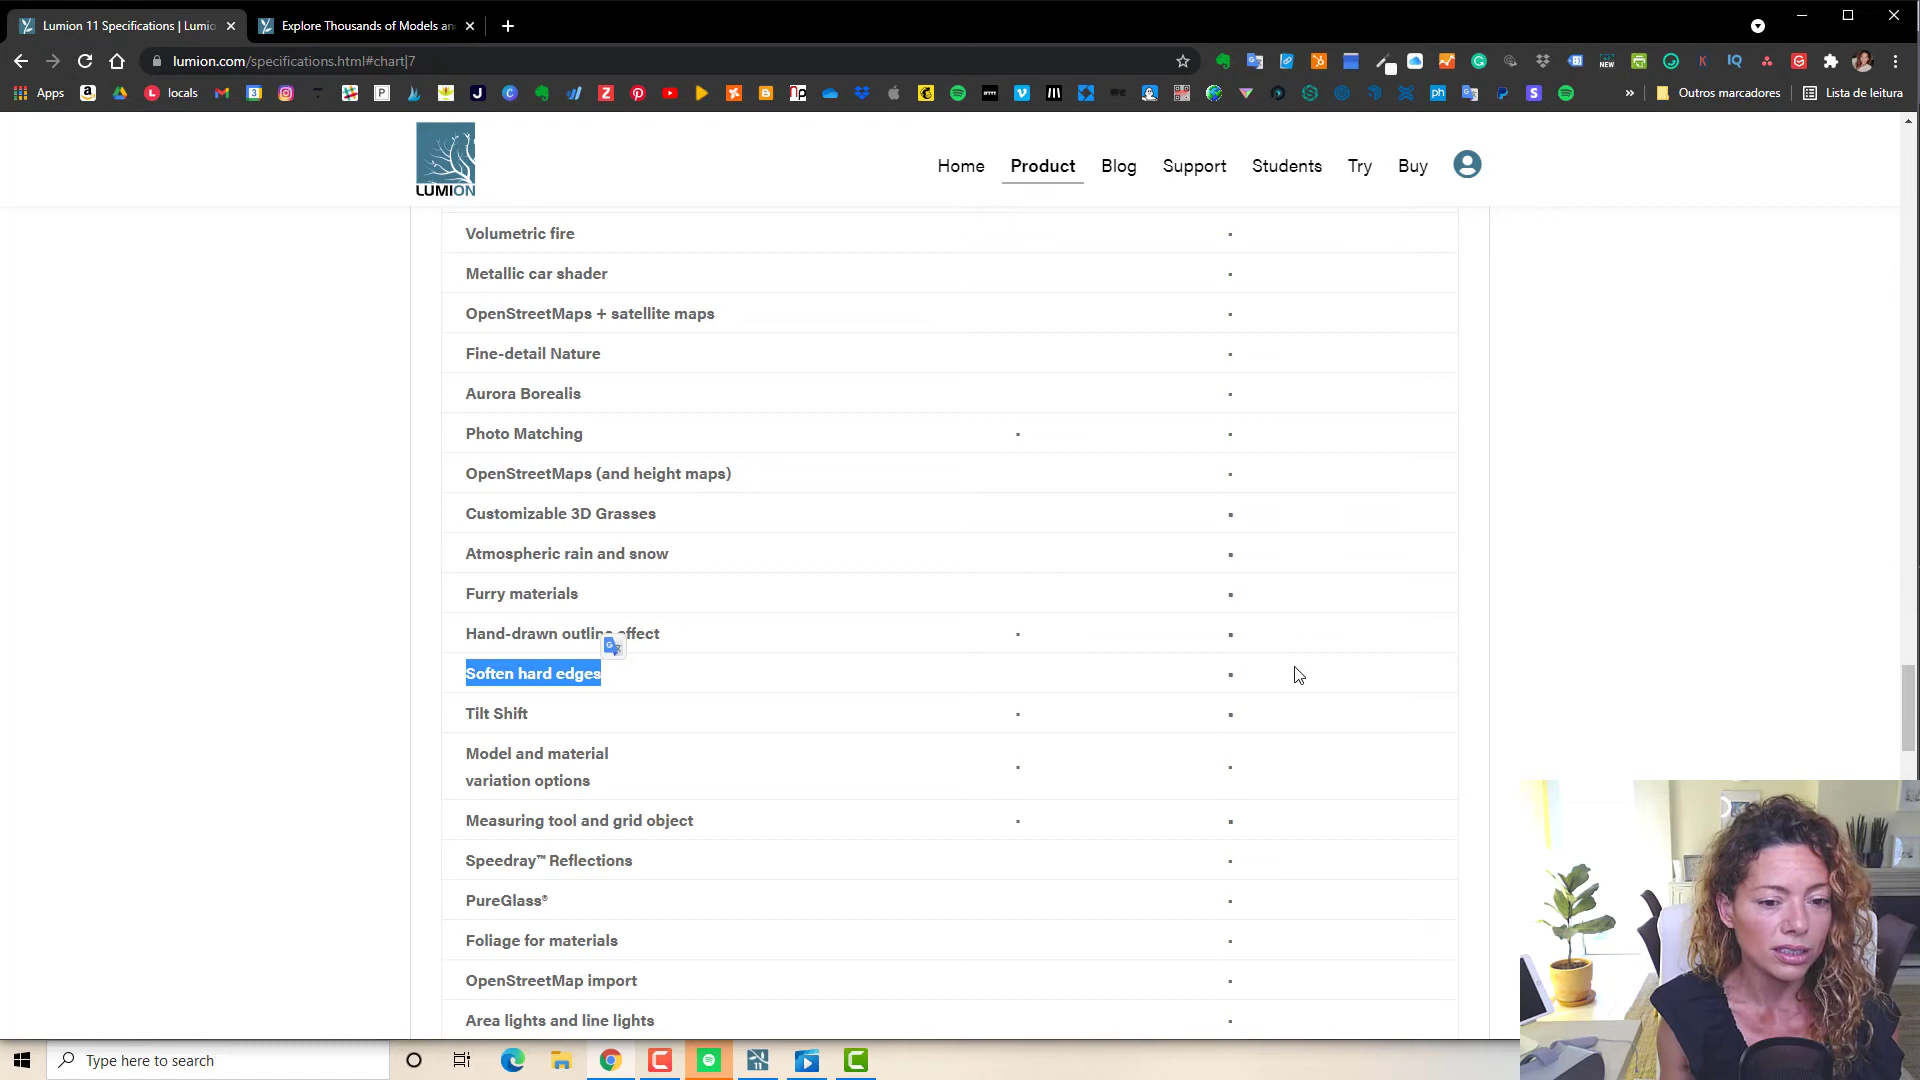 Lumion 11 Specifications | Lumio
Explore Thousands of Models an
lumion.com/specifications.html#chart|7
Apps
locals
Outros marcadores
Lista de leitura
LUMION
Home
Product
Blog
Support
Students
Try
Buy
Volumetric fire
Metallic car shader
OpenStreetMaps + satellite maps
Fine-detail Nature
Aurora Borealis
Photo Matching
OpenStreetMaps (and height maps)
Customizable 3D Grasses
Atmospheric rain and snow
Furry materials
Hand-drawn outline effect
Soften hard edges
Tilt Shift
Model and material
variation options
Measuring tool and grid object
Speedray™ Reflections
PureGlass®
Foliage for materials
OpenStreetMap import
Area lights and line lights
Type here to search